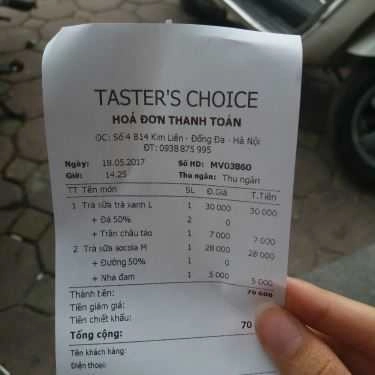 TASTER'S CHOICE
HOÁ ĐƠN THANH TOÁN
ĐC: Số 4 B14 Kim Liên - Đống Đa - Hà Nội
ĐT: 0938 875 995
Ngày: 19.05.2017 Số HD: MV03860
Giờ: 14.25 Thu ngân: Thu ngân
TT Tên món SL Đ.Giá T.Tiền
1 Trà sữa trà xanh L 1 30 000 30 000
+ Đá 50% 2 0
+ Trân châu táo 1 7 000 7 000
2 Trà sữa socola M 1 28 000 28 000
+ Đường 50% 1 0
+ Nha đam 1 5 000 5 000
Thành tiền: 70 000
Tiền giảm giá:
Tiền chiết khấu:
Tổng cộng: 70
Tên khách hàng:
Điện thoại: